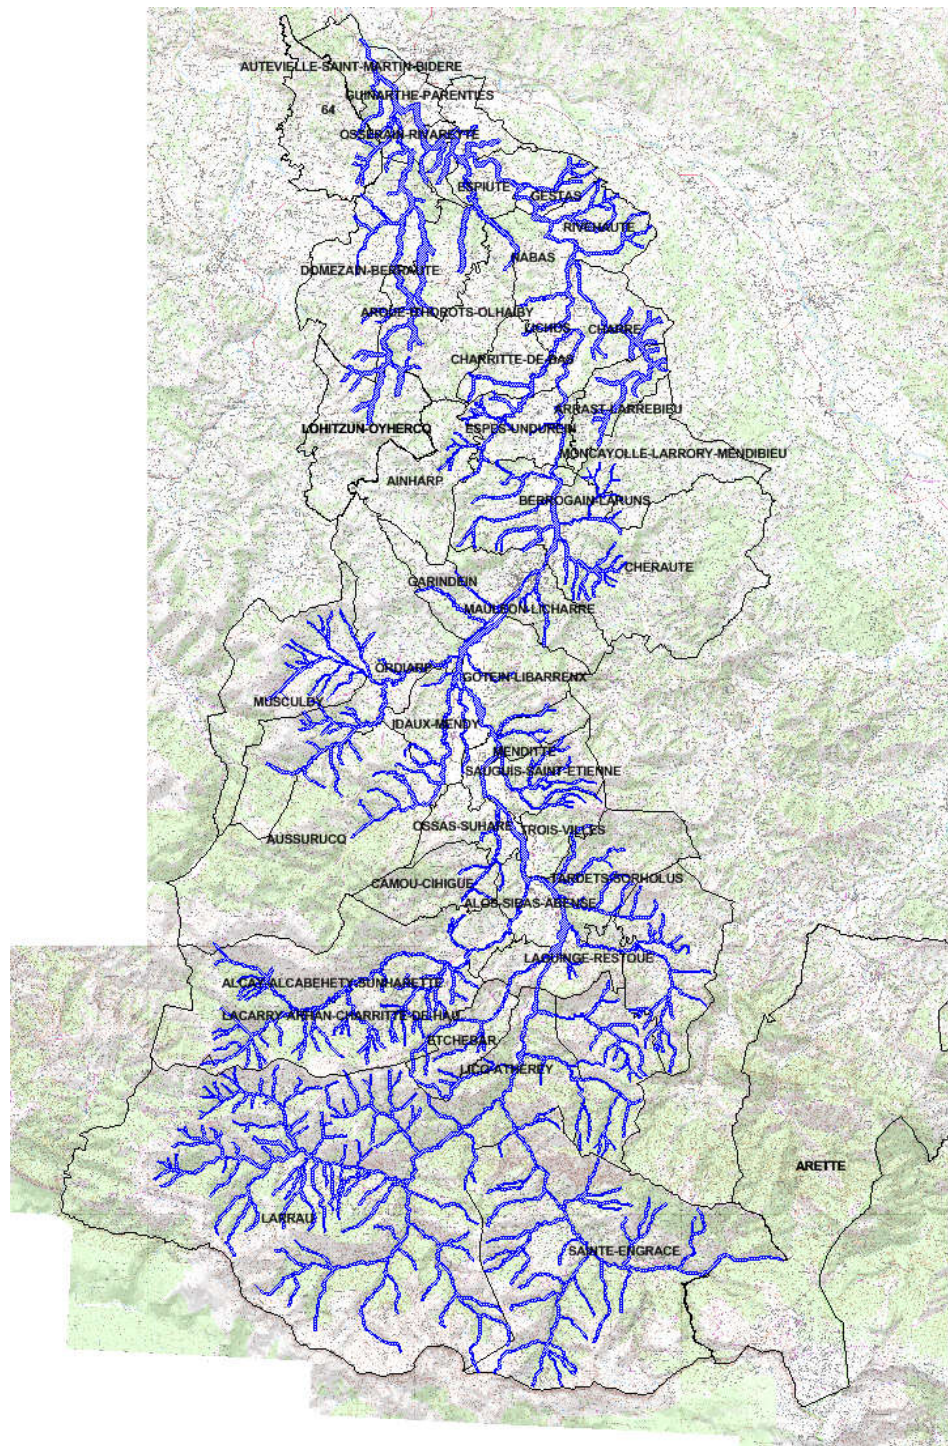 AUTEVIELLE-SAINT-MARTIN-BIDEREN
GUINARTHE-PARENTIES
64
OSSERAIN-RIVAREYTE
ESPIUTE
GESTAS
RIVEHAUTE
NABAS
DOMEZAIN-BERRAUTE
AROUE-ITHOROTS-OLHAIBY
LICHOS
CHARRE
CHARRITTE-DE-BAS
ARRAST-LARREBIEU
LOHITZUN-OYHERCQ
ESPES-UNDUREIN
MONCAYOLLE-LARRORY-MENDIBIEU
AINHARP
BERROGAIN-LARUNS
CHERAUTE
GARINDEIN
MAULEON-LICHARRE
ORDIARP
GOTEIN-LIBARRENX
MUSCULDY
IDAUX-MENDY
MENDITTE
SAUGUIS-SAINT-ETIENNE
OSSAS-SUHARE
TROIS-VILLES
AUSSURUCQ
CAMOU-CIHIGUE
TARDETS-SORHOLUS
ALOS-SIBAS-ABENSE
LAGUINGE-RESTOUE
ALCAY-ALCABEHETY-SUNHARETTE
LACARRY-ARHAN-CHARRITTE-DE-HAUT
ETCHEBAR
LICQ-ATHEREY
ARETTE
LARRAU
SAINTE-ENGRACE